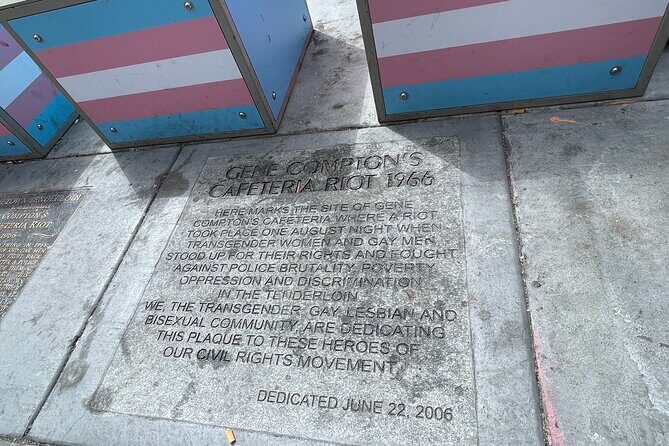 GENE COMPTON'S
CAFETERIA RIOT 1966
HERE MARKS THE SITE OF GENE
COMPTON'S CAFETERIA WHERE A RIOT
TOOK PLACE ONE AUGUST NIGHT WHEN
TRANSGENDER WOMEN AND GAY MEN
STOOD UP FOR THEIR RIGHTS AND FOUGHT
AGAINST POLICE BRUTALITY, POVERTY,
OPPRESSION AND DISCRIMINATION
IN THE TENDERLOIN
WE, THE TRANSGENDER, GAY, LESBIAN AND
BISEXUAL COMMUNITY, ARE DEDICATING
THIS PLAQUE TO THESE HEROES OF
OUR CIVIL RIGHTS MOVEMENT
DEDICATED JUNE 22, 2006
TENDERLOIN
COMPTON'S
RIOT